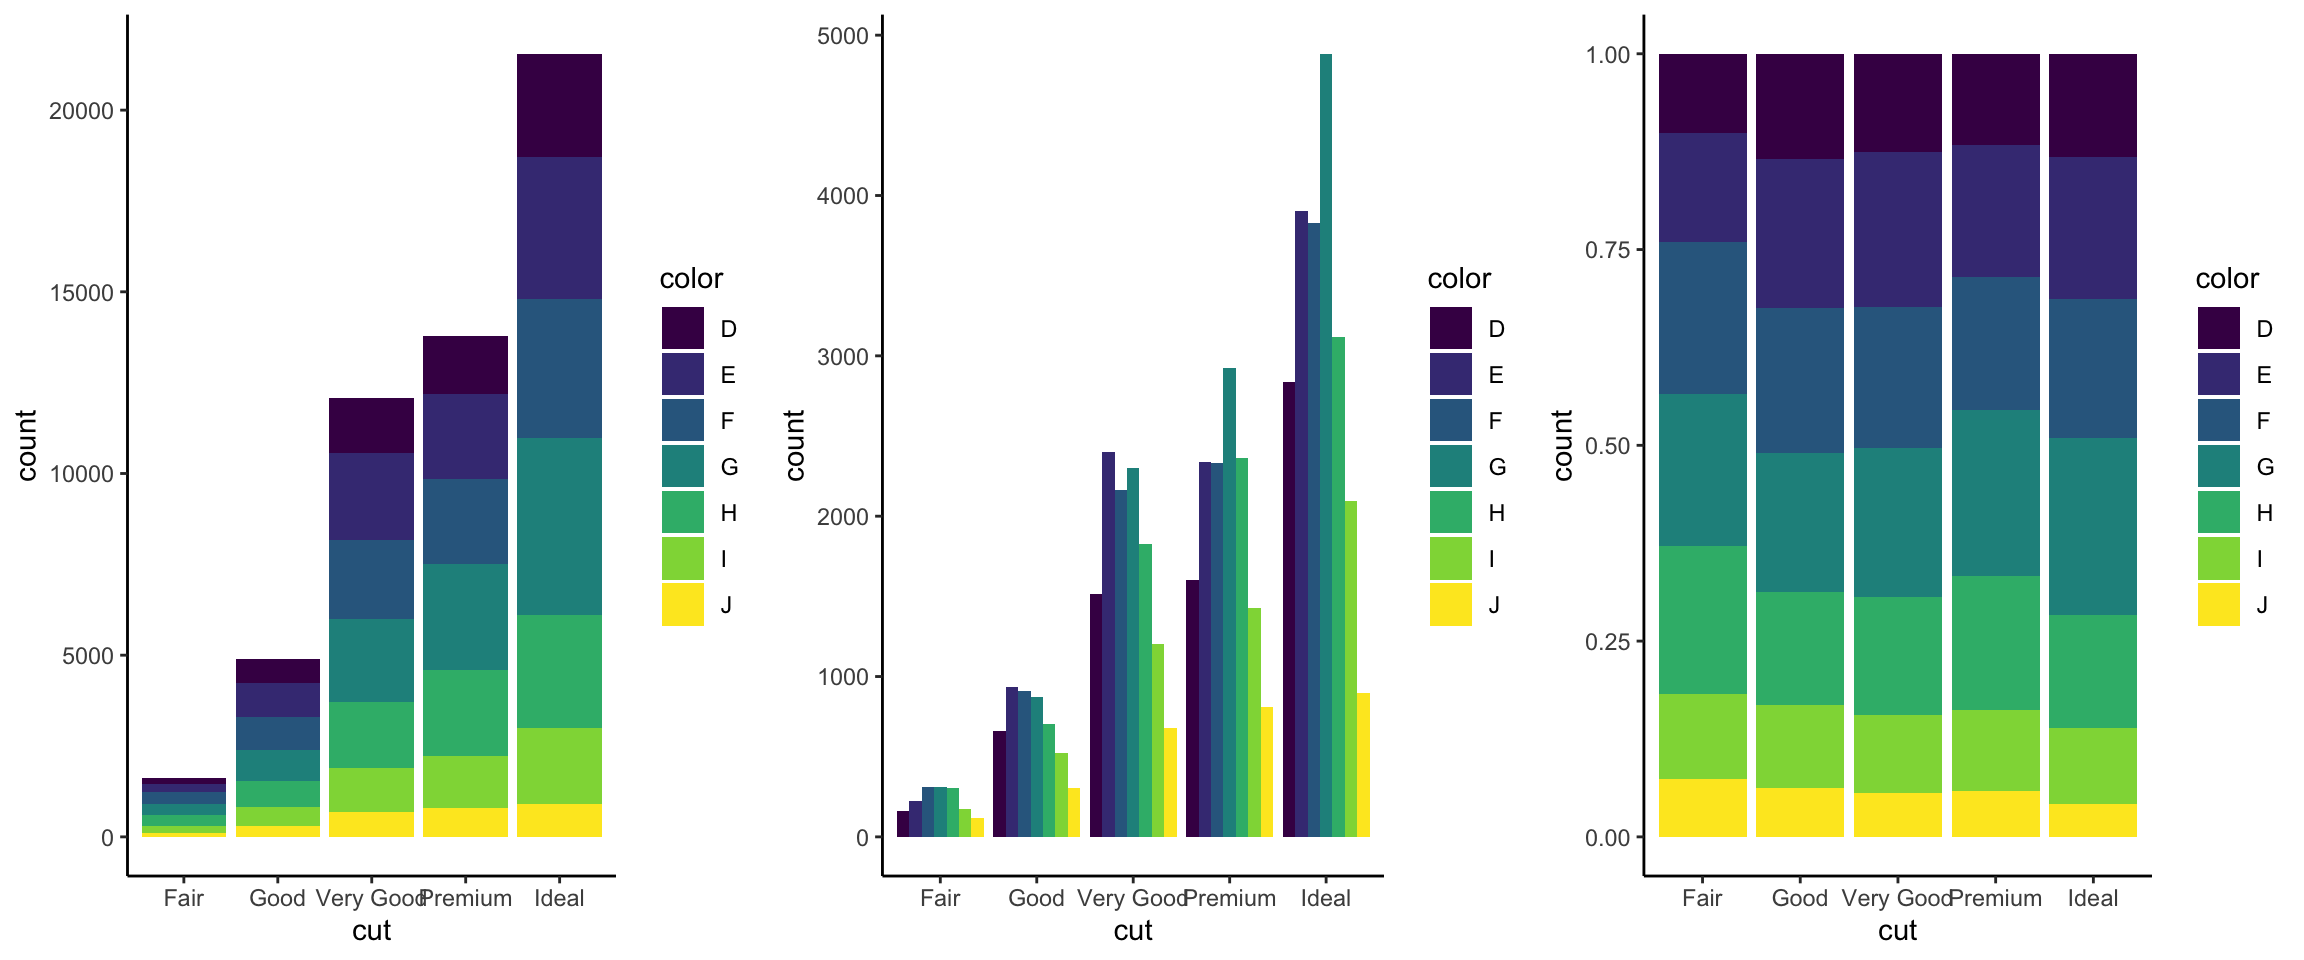 20000
15000
10000
5000
0
count
Fair Good Very Good Premium Ideal
cut
color
D
E
F
G
H
I
J
5000
4000
3000
2000
1000
0
count
Fair Good Very Good Premium Ideal
cut
color
D
E
F
G
H
I
J
1.00
0.75
0.50
0.25
0.00
count
Fair Good Very Good Premium Ideal
cut
color
D
E
F
G
H
I
J